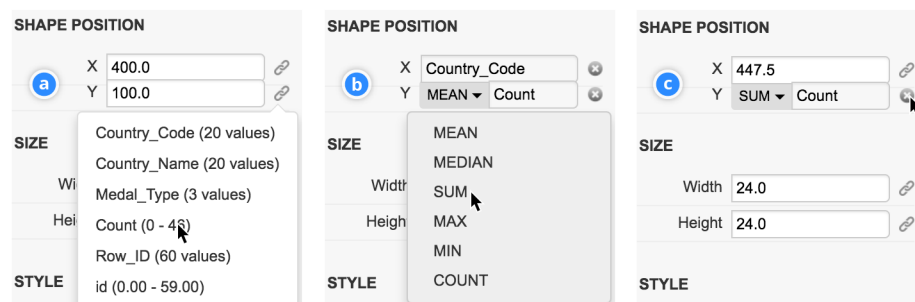 SHAPE POSITION
a
X 400.0
Y 100.0
Country_Code (20 values)
SIZE
Country_Name (20 values)
Medal_Type (3 values)
Count (0 - 46)
Row_ID (60 values)
STYLE
id (0.00 - 59.00)
SHAPE POSITION
b
X Country_Code
Y MEAN Count
MEAN
SIZE
MEDIAN
Width SUM
Height MAX
MIN
STYLE
COUNT
SHAPE POSITION
c
X 447.5
Y SUM Count
SIZE
Width 24.0
Height 24.0
STYLE